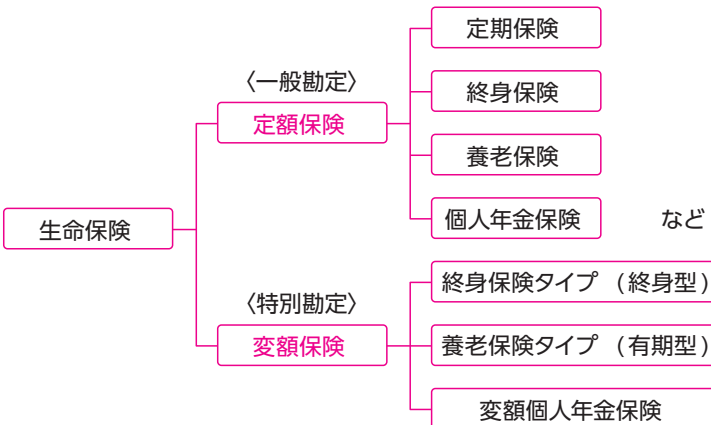 定期保険
〈一般勘定〉
終身保険
定額保険
養老保険
個人年金保険 など
生命保険
終身保険タイプ (終身型)
〈特別勘定〉
変額保険
養老保険タイプ (有期型)
変額個人年金保険